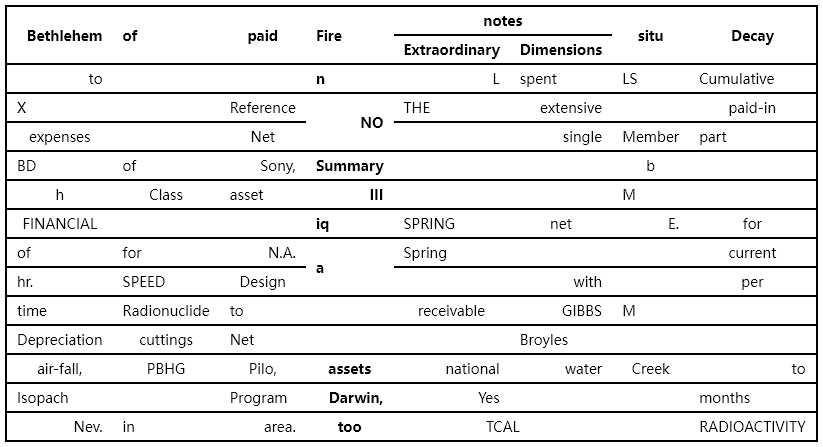 Bethlehem of paid Fire notes situ Decay
Extraordinary Dimensions
to n L spent LS Cumulative
X Reference NO THE extensive paid-in
expenses Net single Member part
BD of Sony, Summary b
h Class asset III M
FINANCIAL iq SPRING net E. for
of for N.A. a Spring current
hr. SPEED Design with per
time Radionuclide to receivable GIBBS M
Depreciation cuttings Net Broyles
air-fall, PBHG Pilo, assets national water Creek to
Isopach Program Darwin, Yes months
Nev. in area. too TCAL RADIOACTIVITY